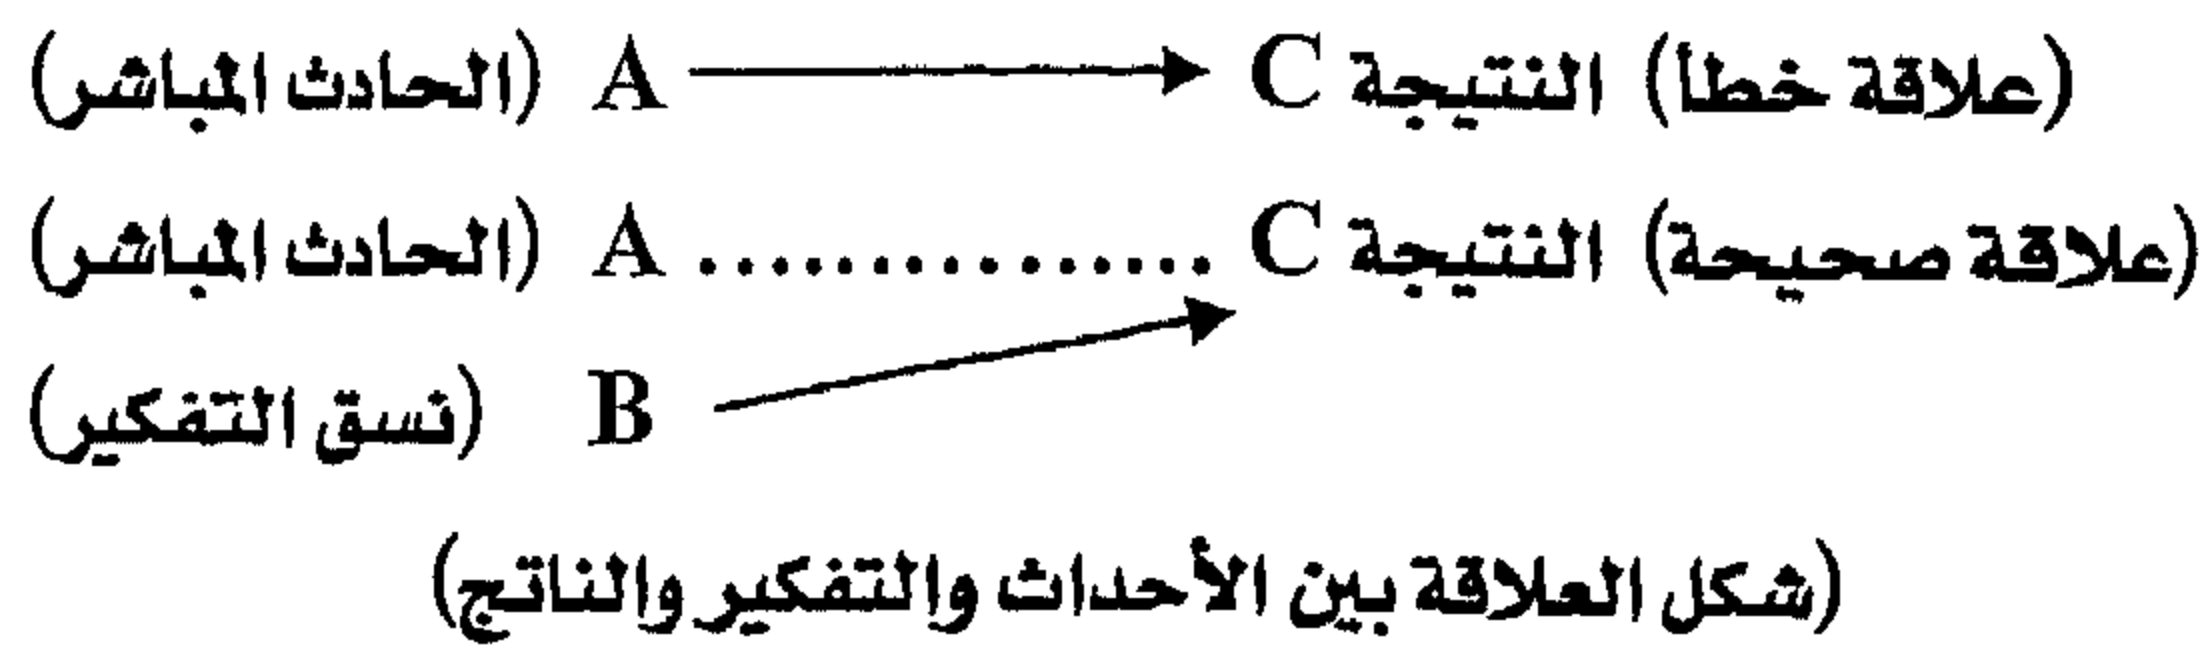 (الحادث المباشر) A C النتيجة (علاقة خطأ)
(الحادث المباشر) A ............... C النتيجة (علاقة صحيحة)
(نسق التفكير) B
(شكل العلاقة بين الأحداث والتفكير والناتج)